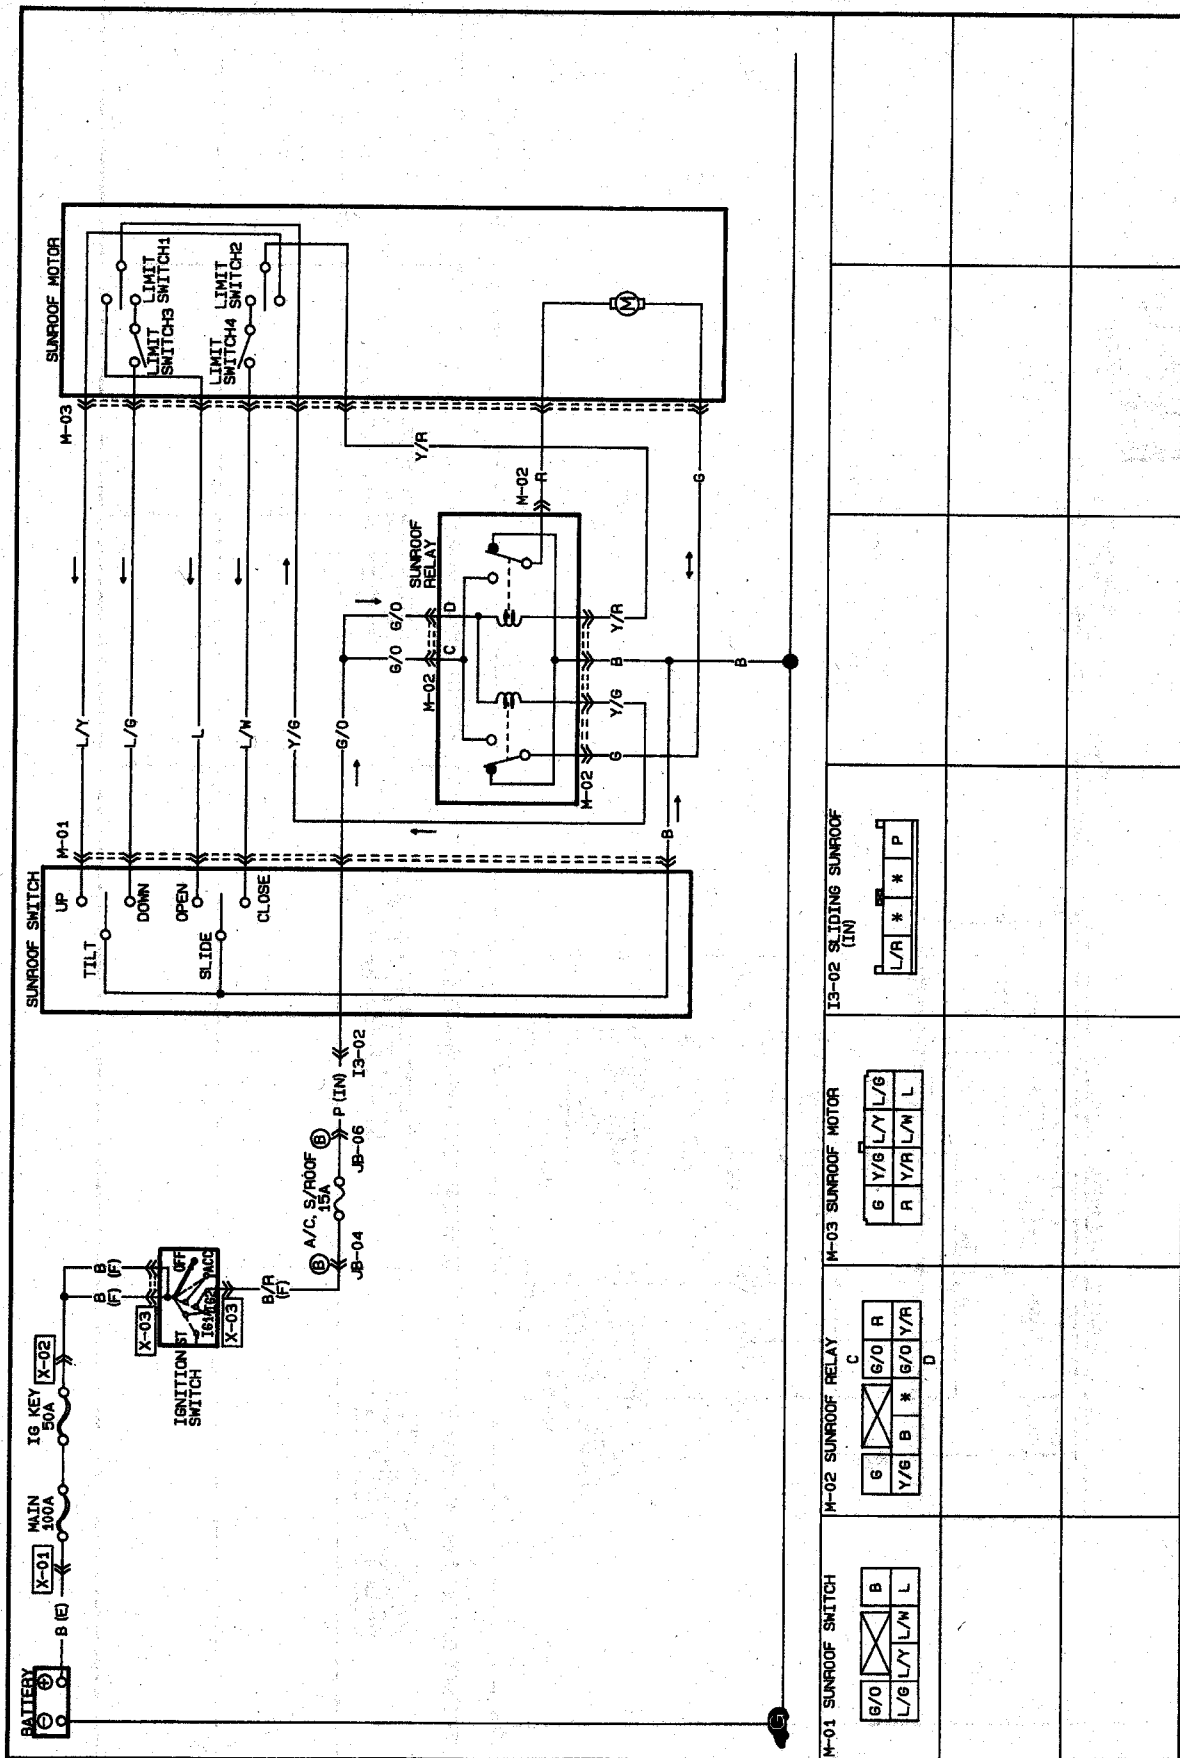 BATTERY
⊖ ⊕
B (E)
X-01
MAIN
100A
IG KEY
50A
X-02
B
(F)
B
(F)
X-03
IGNITION
SWITCH
ST
IG1
IG2
ACC
OFF
X-03
B/R
(F)
JB-04
Ⓑ
A/C, S/ROOF
15A
Ⓑ
JB-06
P (IN)
I3-02
SUNROOF SWITCH
TILT
UP
DOWN
SLIDE
OPEN
CLOSE
M-01
L/Y
L/G
L
L/W
Y/G
G/O
B
M-03
SUNROOF MOTOR
LIMIT
SWITCH1
LIMIT
SWITCH3
LIMIT
SWITCH2
LIMIT
SWITCH4
M
Y/R
SUNROOF
RELAY
M-02
G/O
G/O
C
D
M-02
R
M-02
G
Y/G
B
Y/R
G
B
G
M-01 SUNROOF SWITCH
G/O B
L/G L/Y L/W L
M-02 SUNROOF RELAY
C
G G/O R
Y/G B * G/O Y/R
D
M-03 SUNROOF MOTOR
G Y/G L/Y L/G
R Y/R L/W L
I3-02 SLIDING SUNROOF
(IN)
L/R * * P